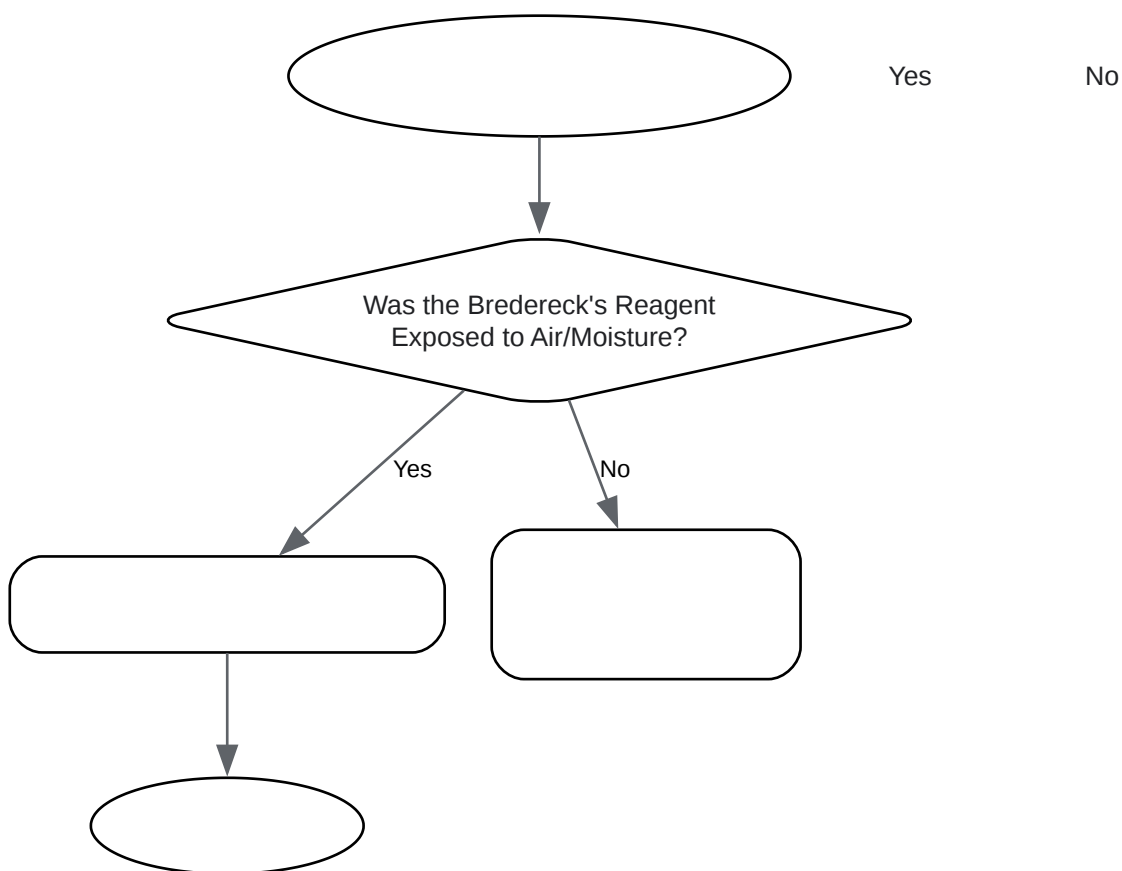 Yes
No
Was the Bredereck's Reagent
Exposed to Air/Moisture?
Yes
No